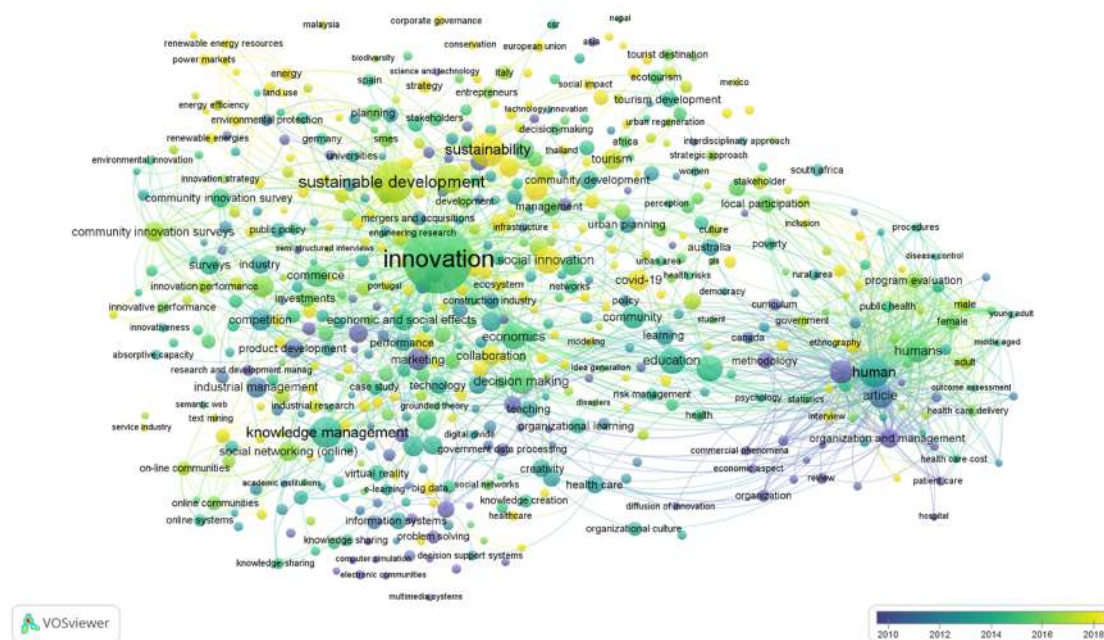 nepal
malaysia
corporate governance
csr
renewable energy resources
conservation
european union
asia
power markets
biodiversity
tourist destination
energy
science and technology
italy
social impact
ecotourism
mexico
land use
spain
strategy
entrepreneurs
tourism development
energy efficiency
planning
stakeholders
technology innovation
environmental protection
decision-making
urban regeneration
renewable energies
germany
smes
africa
interdisciplinary approach
environmental innovation
universities
sustainability
thailand
tourism
strategic approach
innovation strategy
sustainable development
community development
women
south africa
community innovation survey
development
management
perception
stakeholder
mergers and acquisitions
local participation
community innovation surveys
public policy
engineering research
infrastructure
urban planning
culture
inclusion
procedures
semi structured interviews
australia
gis
poverty
surveys
industry
innovation
social innovation
urban area
disease control
commerce
covid-19
health risks
rural area
program evaluation
innovation performance
portugal
ecosystem
networks
democracy
innovative performance
investments
construction industry
policy
curriculum
public health
male
young adult
innovativeness
competition
economic and social effects
community
student
government
female
absorptive capacity
product development
performance
economics
modeling
learning
canada
ethnography
middle aged
marketing
collaboration
education
methodology
humans
adult
research and development manag
idea generation
human
industrial management
case study
technology
decision making
risk management
psychology
statistics
article
outcome assessment
semantic web
industrial research
grounded theory
disasters
health care delivery
text mining
teaching
health
interview
service industry
knowledge management
organizational learning
organization and management
social networking (online)
digital divide
government data processing
commercial phenomena
health care cost
on-line communities
virtual reality
creativity
economic aspect
academic institutions
e-learning
big data
social networks
health care
review
patient care
online communities
knowledge creation
organization
online systems
information systems
healthcare
diffusion of innovation
hospital
knowledge sharing
problem solving
organizational culture
knowledge-sharing
computer simulation
decision support systems
electronic communities
multimedia systems
VOSviewer
2010 2012 2014 2016 2018